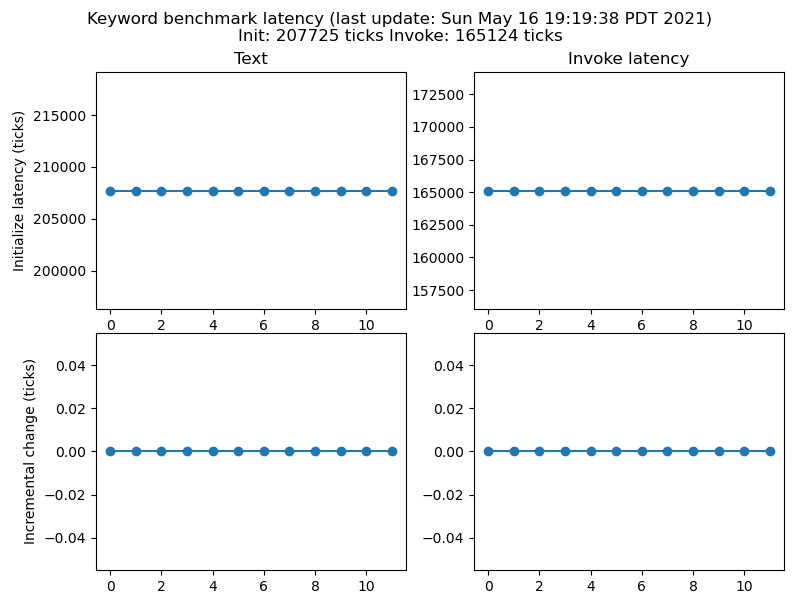 Keyword benchmark latency (last update: Sun May 16 19:19:38 PDT 2021)
Init: 207725 ticks Invoke: 165124 ticks
Text
Invoke latency
Initialize latency (ticks)
215000
210000
205000
200000
0 2 4 6 8 10
172500
170000
167500
165000
162500
160000
157500
0 2 4 6 8 10
Incremental change (ticks)
0.04
0.02
0.00
−0.02
−0.04
0 2 4 6 8 10
0.04
0.02
0.00
−0.02
−0.04
0 2 4 6 8 10